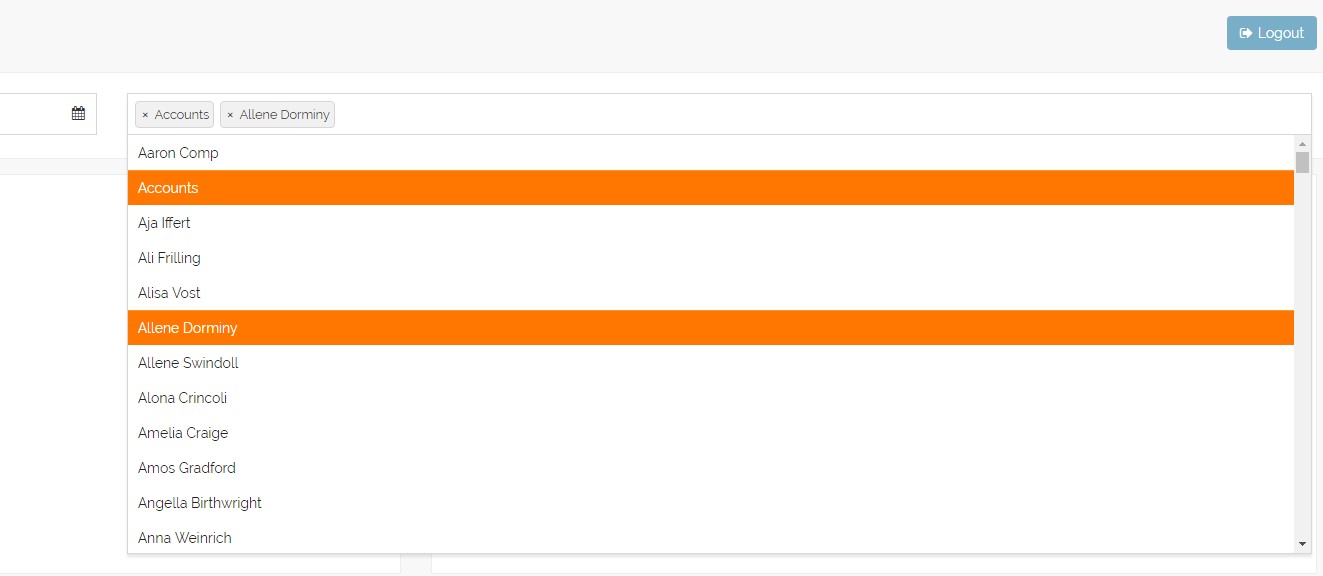 Logout
× Accounts × Allene Dorminy
Aaron Comp
Accounts
Aja Iffert
Ali Frilling
Alisa Vost
Allene Dorminy
Allene Swindoll
Alona Crincoli
Amelia Craige
Amos Gradford
Angella Birthwright
Anna Weinrich